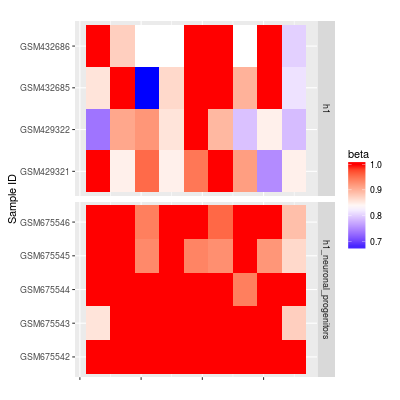 GSM432686
GSM432685
GSM429322
GSM429321
GSM675546
GSM675545
GSM675544
GSM675543
GSM675542
Sample ID
h1
h1_neuronal_progenitors
beta
1.0
0.9
0.8
0.7